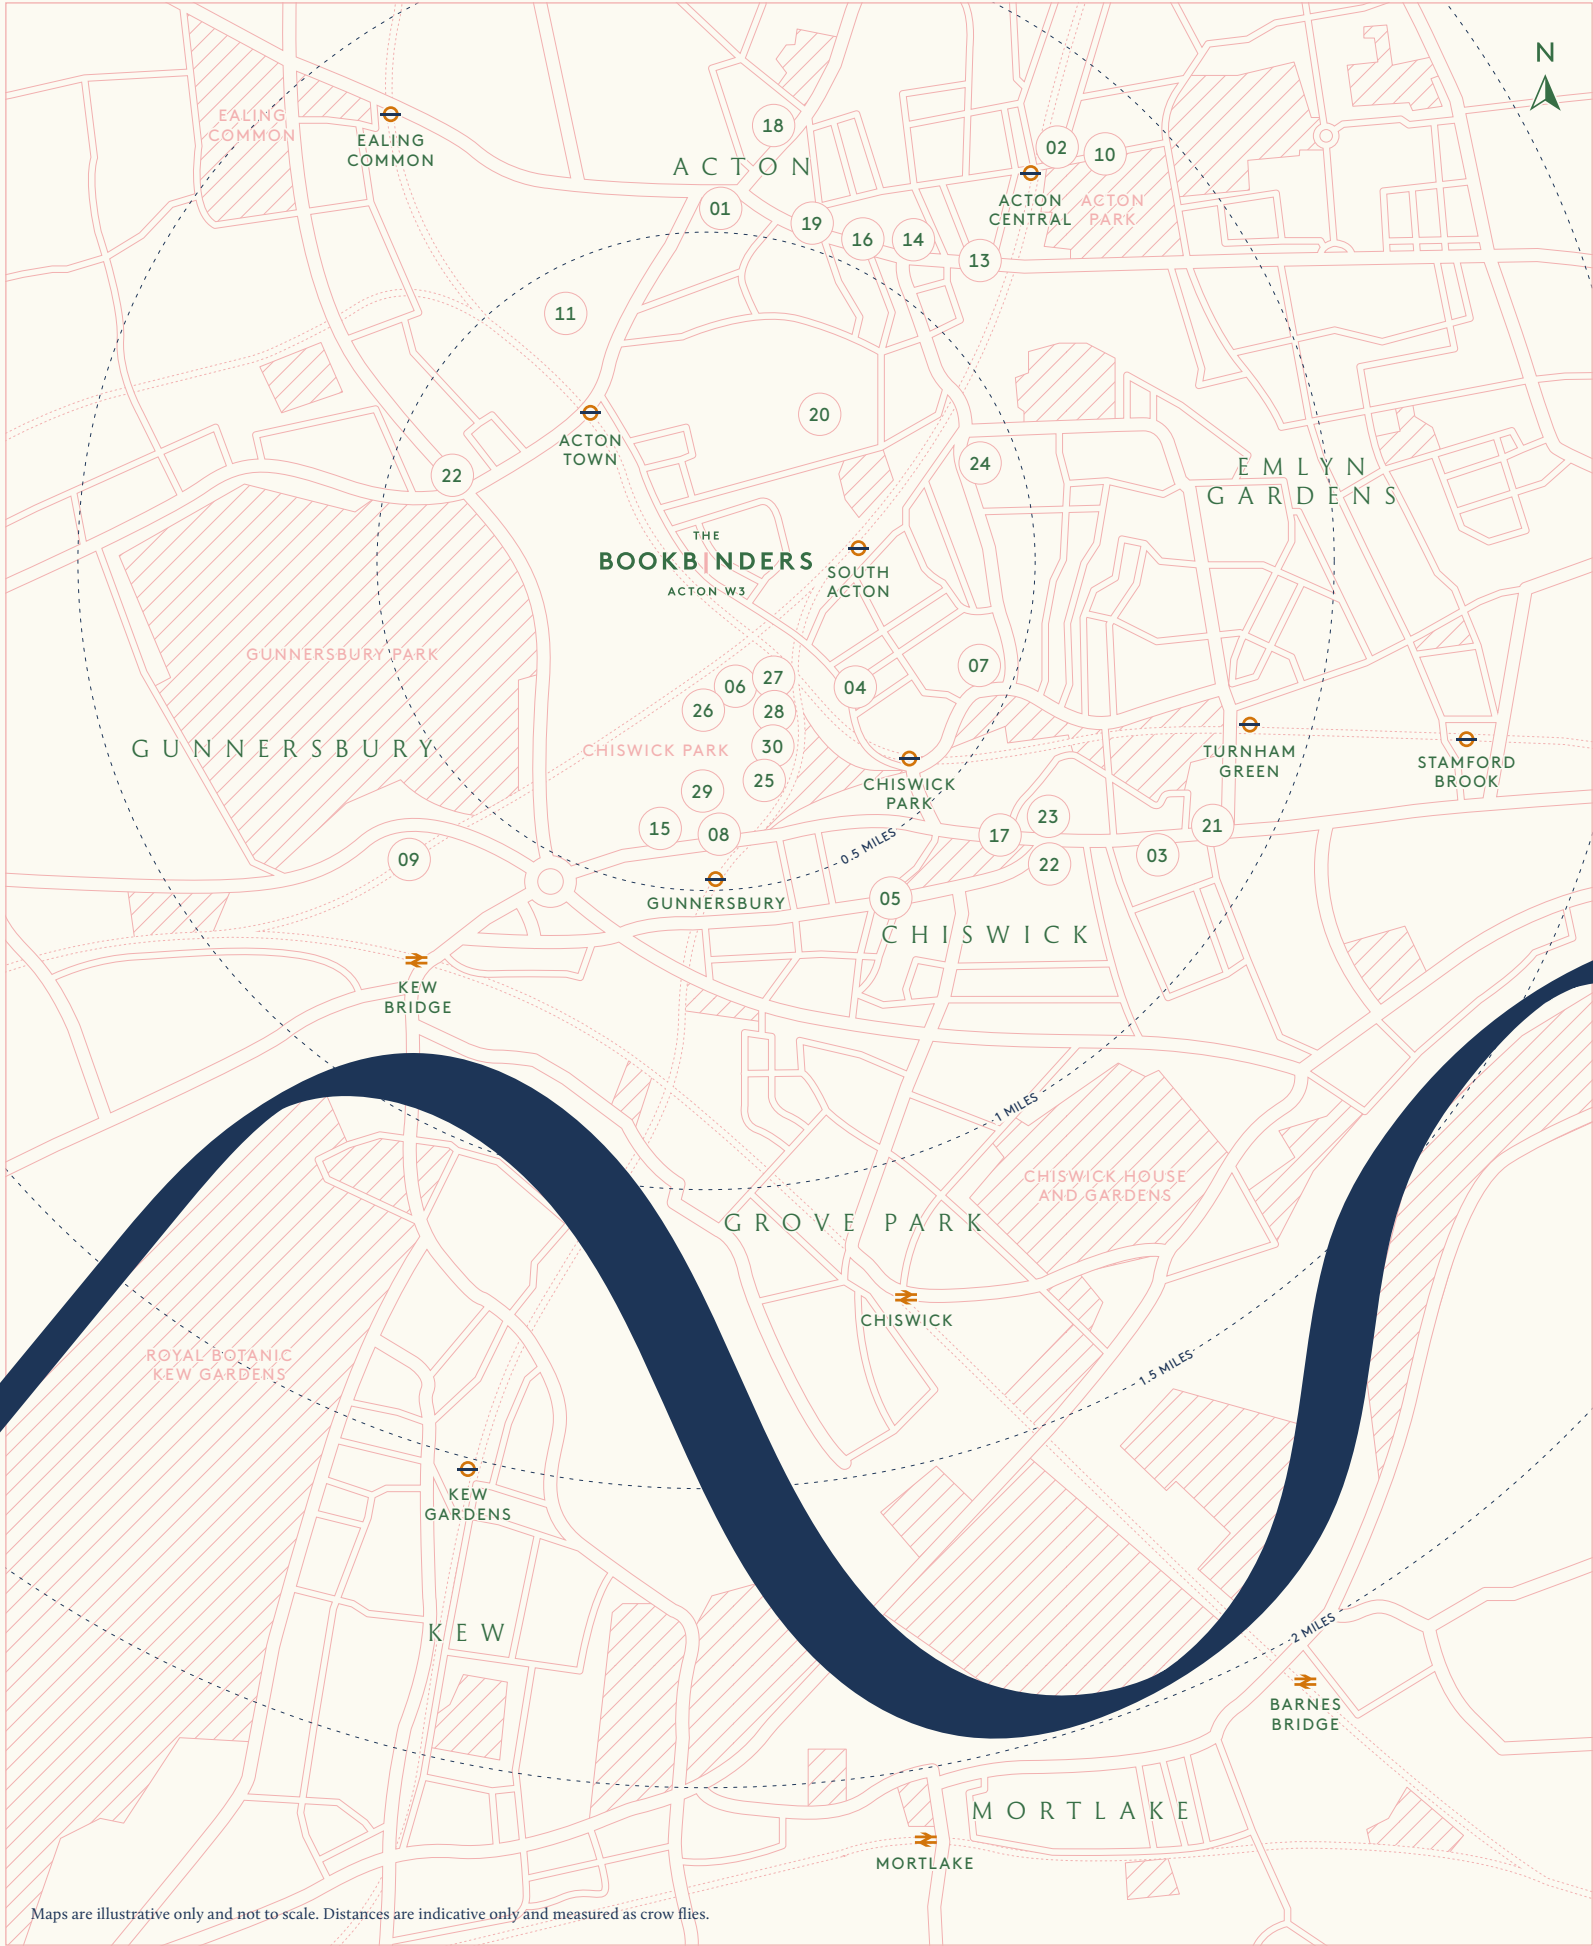 N
EALING
COMMON
EALING
COMMON
18
ACTON
02
10
ACTON
CENTRAL
ACTON
PARK
01
19
16
14
13
11
20
ACTON
TOWN
22
24
EMLYN
GARDENS
THE
BOOKBINDERS
ACTON W3
SOUTH
ACTON
GUNNERSBURY PARK
07
27
06
04
26
28
GUNNERSBURY
CHISWICK PARK
30
TURNHAM
GREEN
STAMFORD
BROOK
25
29
CHISWICK
PARK
15
08
23
17
21
0.5 MILES
09
22
03
GUNNERSBURY
05
CHISWICK
KEW
BRIDGE
1 MILES
CHISWICK HOUSE
AND GARDENS
GROVE PARK
CHISWICK
ROYAL BOTANIC
KEW GARDENS
1.5 MILES
KEW
GARDENS
KEW
2 MILES
BARNES
BRIDGE
MORTLAKE
MORTLAKE
Maps are illustrative only and not to scale. Distances are indicative only and measured as crow flies.